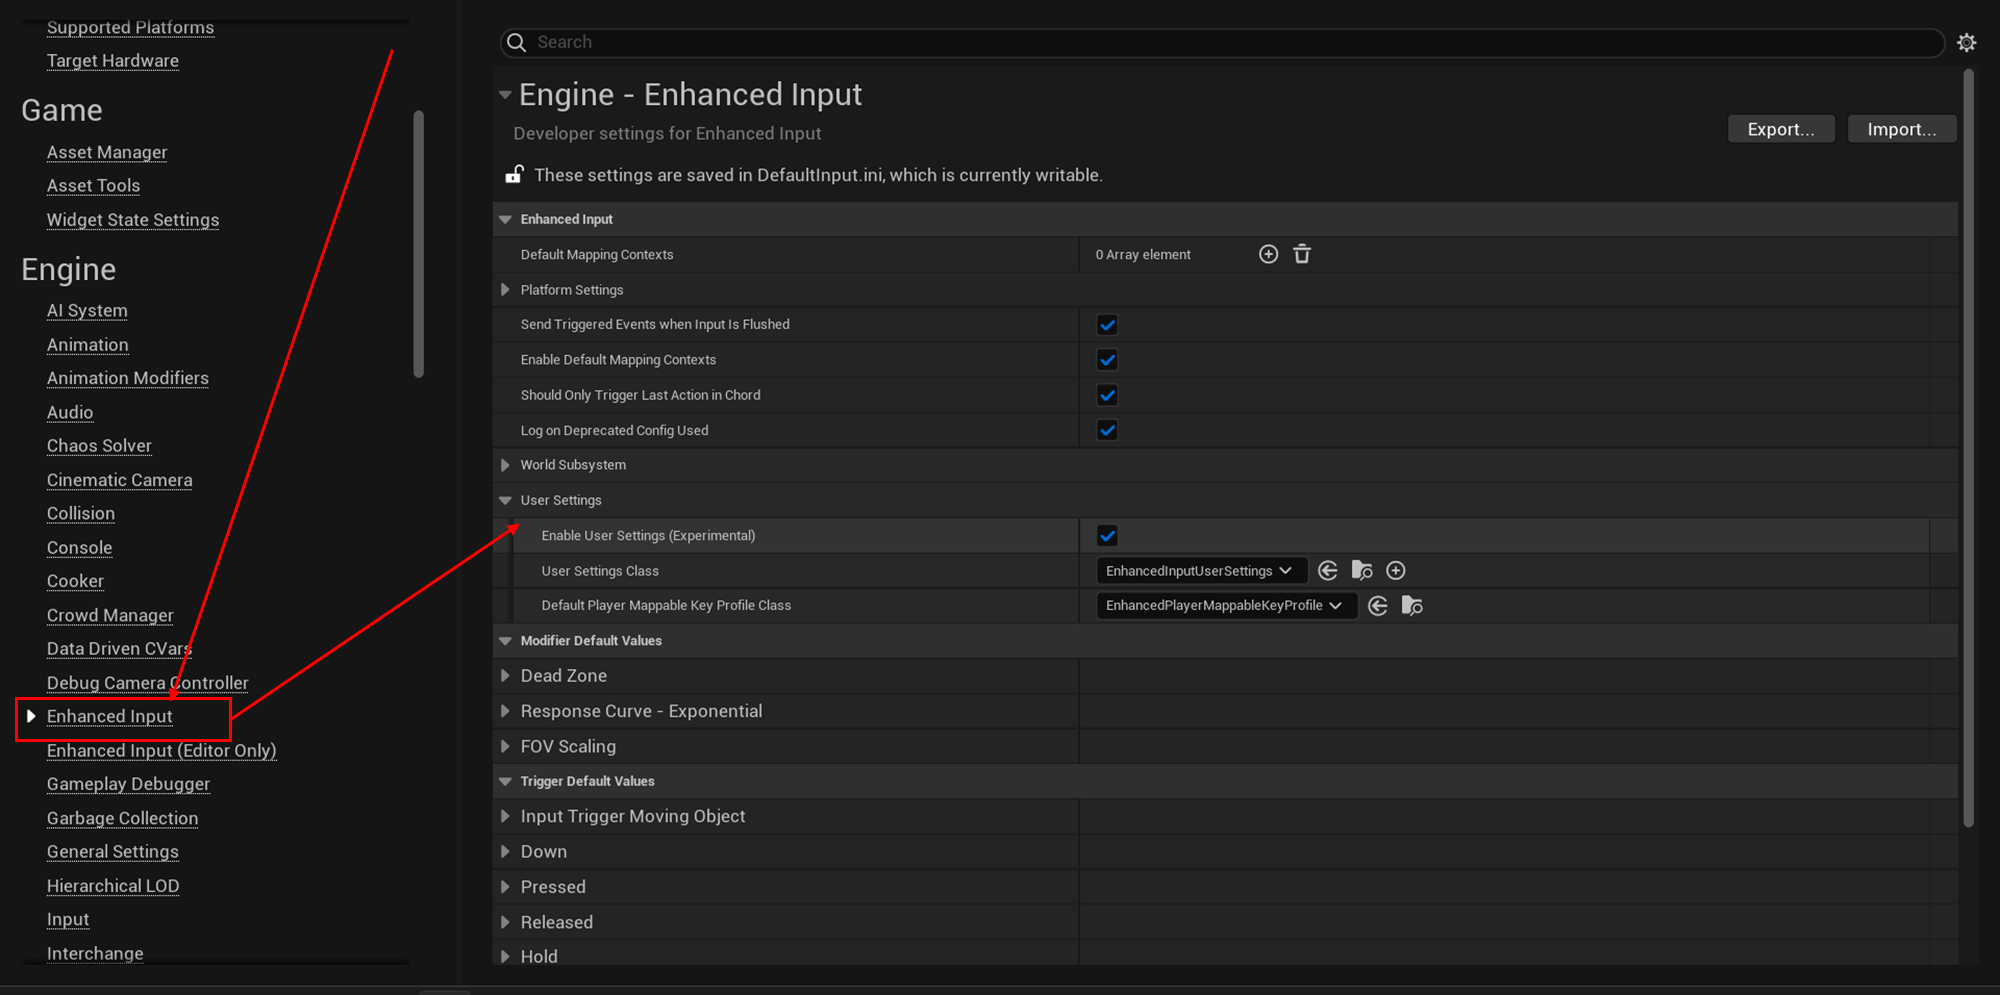 Supported Platforms
Target Hardware
Game
Asset Manager
Asset Tools
Widget State Settings
Engine
AI System
Animation
Animation Modifiers
Audio
Chaos Solver
Cinematic Camera
Collision
Console
Cooker
Crowd Manager
Data Driven CVars
Debug Camera Controller
Enhanced Input
Enhanced Input (Editor Only)
Gameplay Debugger
Garbage Collection
General Settings
Hierarchical LOD
Input
Interchange
Search
Engine - Enhanced Input
Developer settings for Enhanced Input
Export... Import...
These settings are saved in DefaultInput.ini, which is currently writable.
Enhanced Input
Default Mapping Contexts 0 Array element
Platform Settings
Send Triggered Events when Input Is Flushed
Enable Default Mapping Contexts
Should Only Trigger Last Action in Chord
Log on Deprecated Config Used
World Subsystem
User Settings
Enable User Settings (Experimental)
User Settings Class EnhancedInputUserSettings
Default Player Mappable Key Profile Class EnhancedPlayerMappableKeyProfile
Modifier Default Values
Dead Zone
Response Curve - Exponential
FOV Scaling
Trigger Default Values
Input Trigger Moving Object
Down
Pressed
Released
Hold